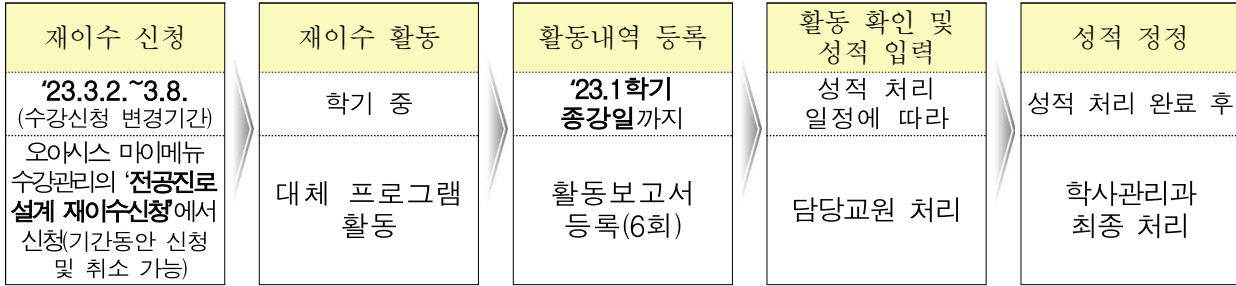 재이수 신청
'23.3.2.~3.8.
(수강신청 변경기간)
오아시스 마이메뉴
수강관리의 '전공진로
설계 재이수신청'에서
신청(기간동안 신청
및 취소 가능)
재이수 활동
학기 중
대체 프로그램
활동
활동내역 등록
'23.1학기
종강일까지
활동보고서
등록(6회)
활동 확인 및
성적 입력
성적 처리
일정에 따라
담당교원 처리
성적 정정
성적 처리 완료 후
학사관리과
최종 처리